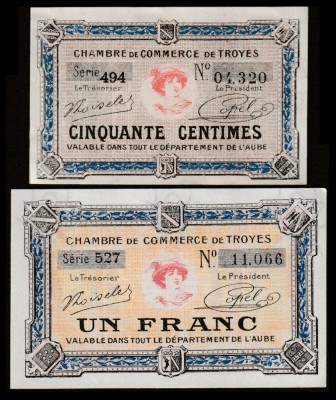 CHAMBRE DE COMMERCE DE TROYES
Série 494 No 04,320
Le Trésorier Le Président
CINQUANTE CENTIMES
VALABLE DANS TOUT LE DÉPARTEMENT DE L'AUBE
CHAMBRE DE COMMERCE DE TROYES
Série 527 No 11,066
Le Trésorier Le Président
UN FRANC
VALABLE DANS TOUT LE DÉPARTEMENT DE L'AUBE